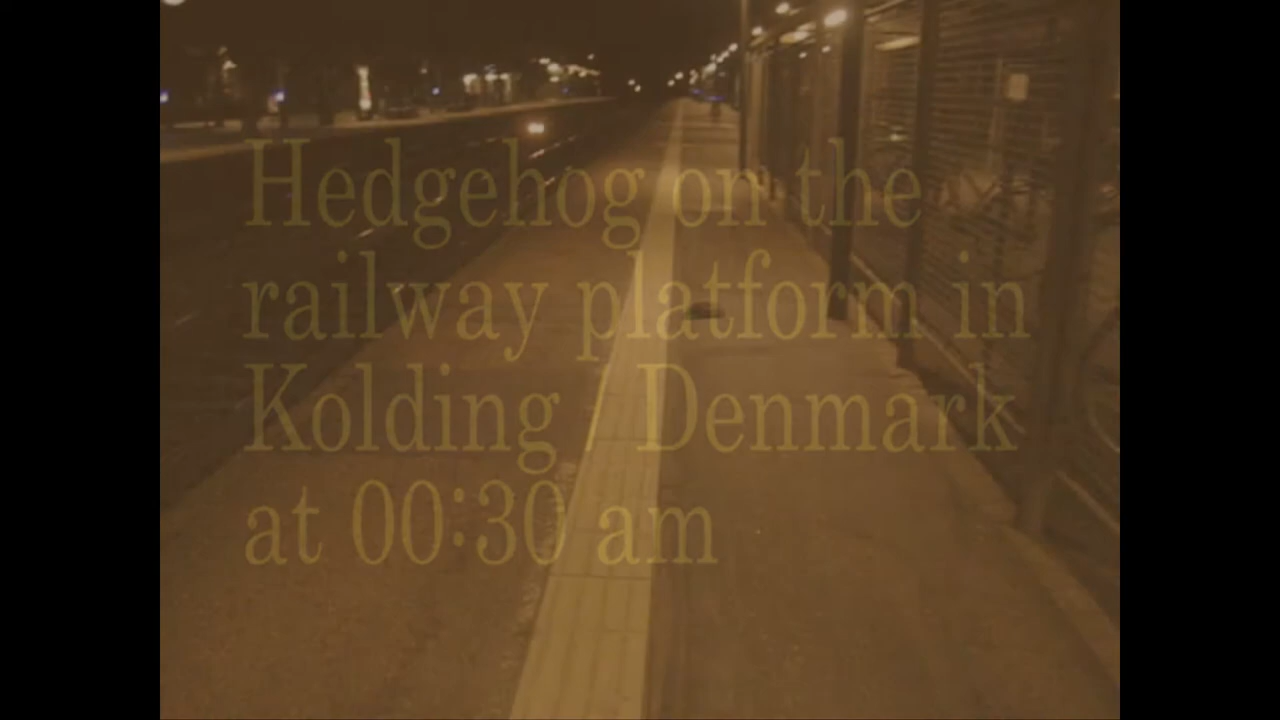 Hedgehog on the
railway platform in
Kolding Denmark
at 00:30 am